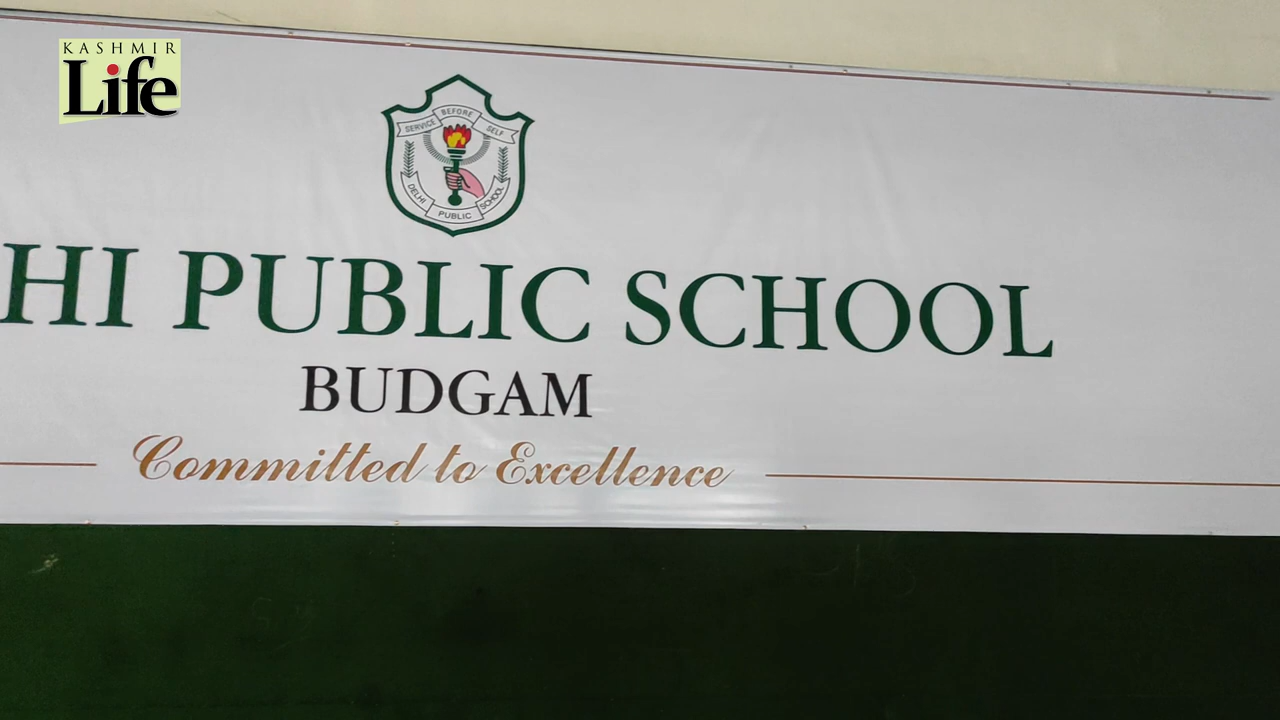 KASHMIR
Life
SERVICE BEFORE SELF
DELHI PUBLIC SCHOOL
HI PUBLIC SCHOOL
BUDGAM
Committed to Excellence